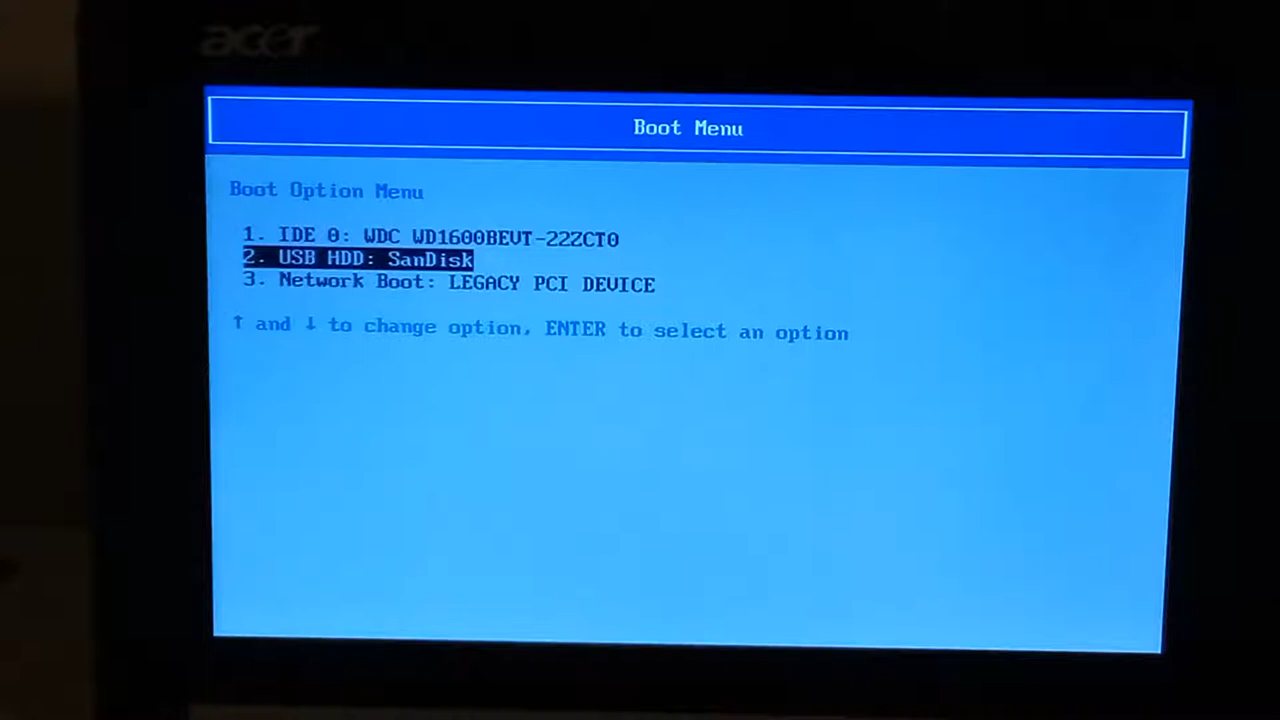 acer
Boot Menu
Boot Option Menu
1. IDE 0: WDC WD1600BEVT-22ZCT0
2. USB HDD: SanDisk
3. Network Boot: LEGACY PCI DEVICE
↑ and ↓ to change option, ENTER to select an option